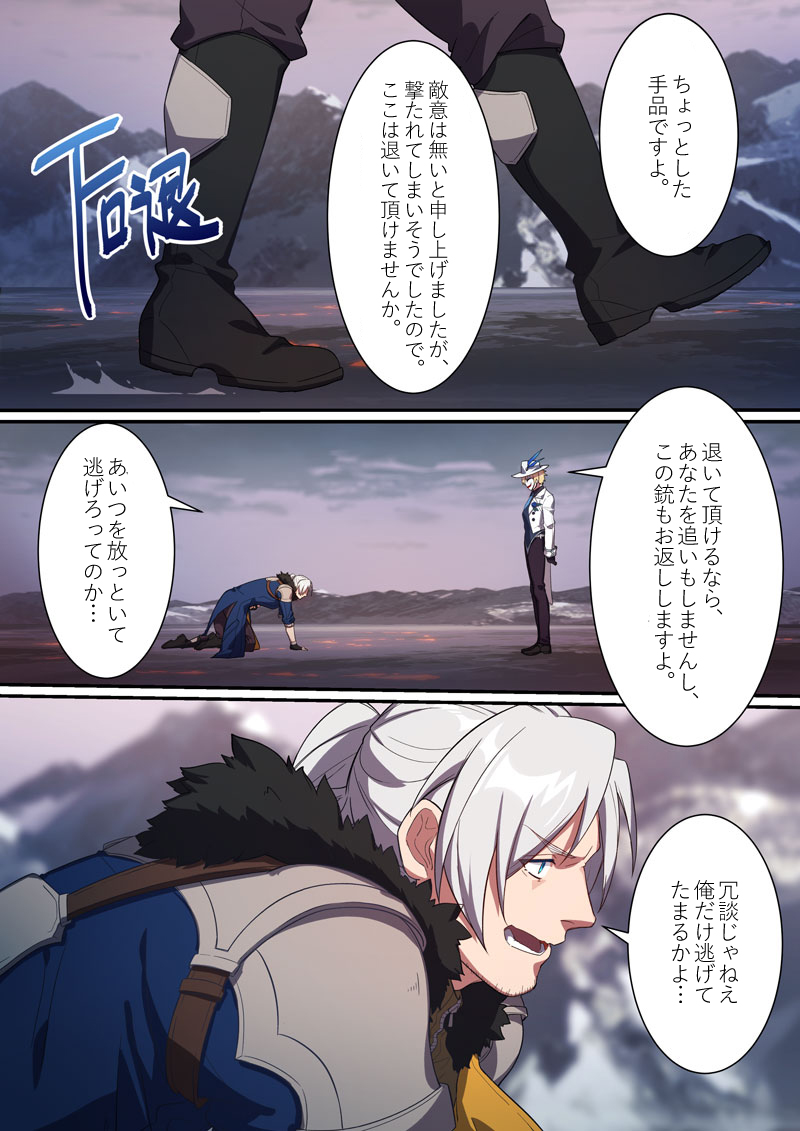 ちょっとした
手品ですよ。
敵意は無いと申し上げましたが、
撃たれてしまいそうでしたので、
ここは退いて頂けませんか。
退いて頂けるなら、
あなたを追いもしませんし、
この銃もお返ししますよ。
あいつを放っといて
逃げろってのか…
冗談じゃねえ
俺だけ逃げて
たまるかよ…